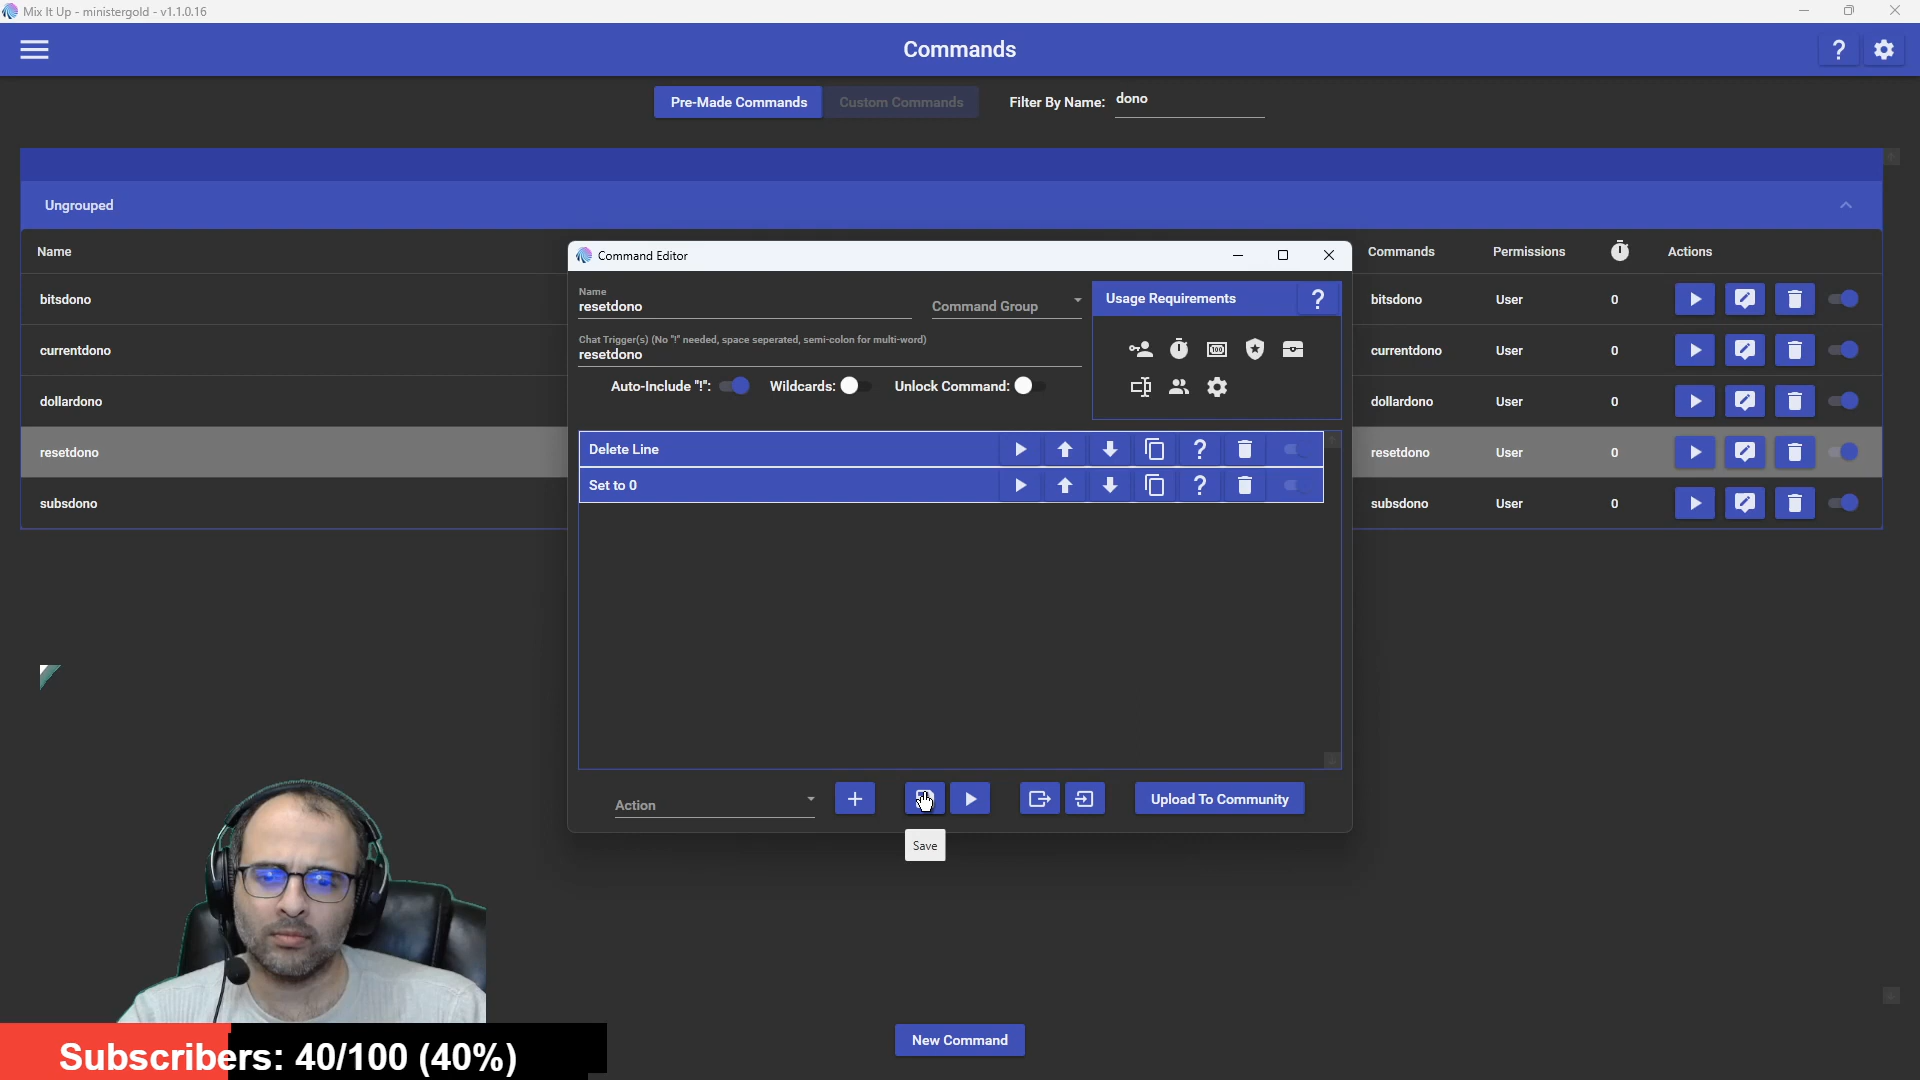 Mix It Up - ministergold - v1.1.0.16
Commands
Pre-Made Commands
Custom Commands
Filter By Name:
dono
Ungrouped
Name
Commands
Permissions
Actions
bitsdono
bitsdono
User
0
currentdono
currentdono
User
0
dollardono
dollardono
User
0
resetdono
resetdono
User
0
subsdono
subsdono
User
0
Command Editor
Name
resetdono
Command Group
Usage Requirements
?
Chat Trigger(s) (No "!" needed, space seperated, semi-colon for multi-word)
resetdono
Auto-Include "!":
Wildcards:
Unlock Command:
Delete Line
?
Set to 0
?
Action
Upload To Community
Save
New Command
Subscribers: 40/100 (40%)